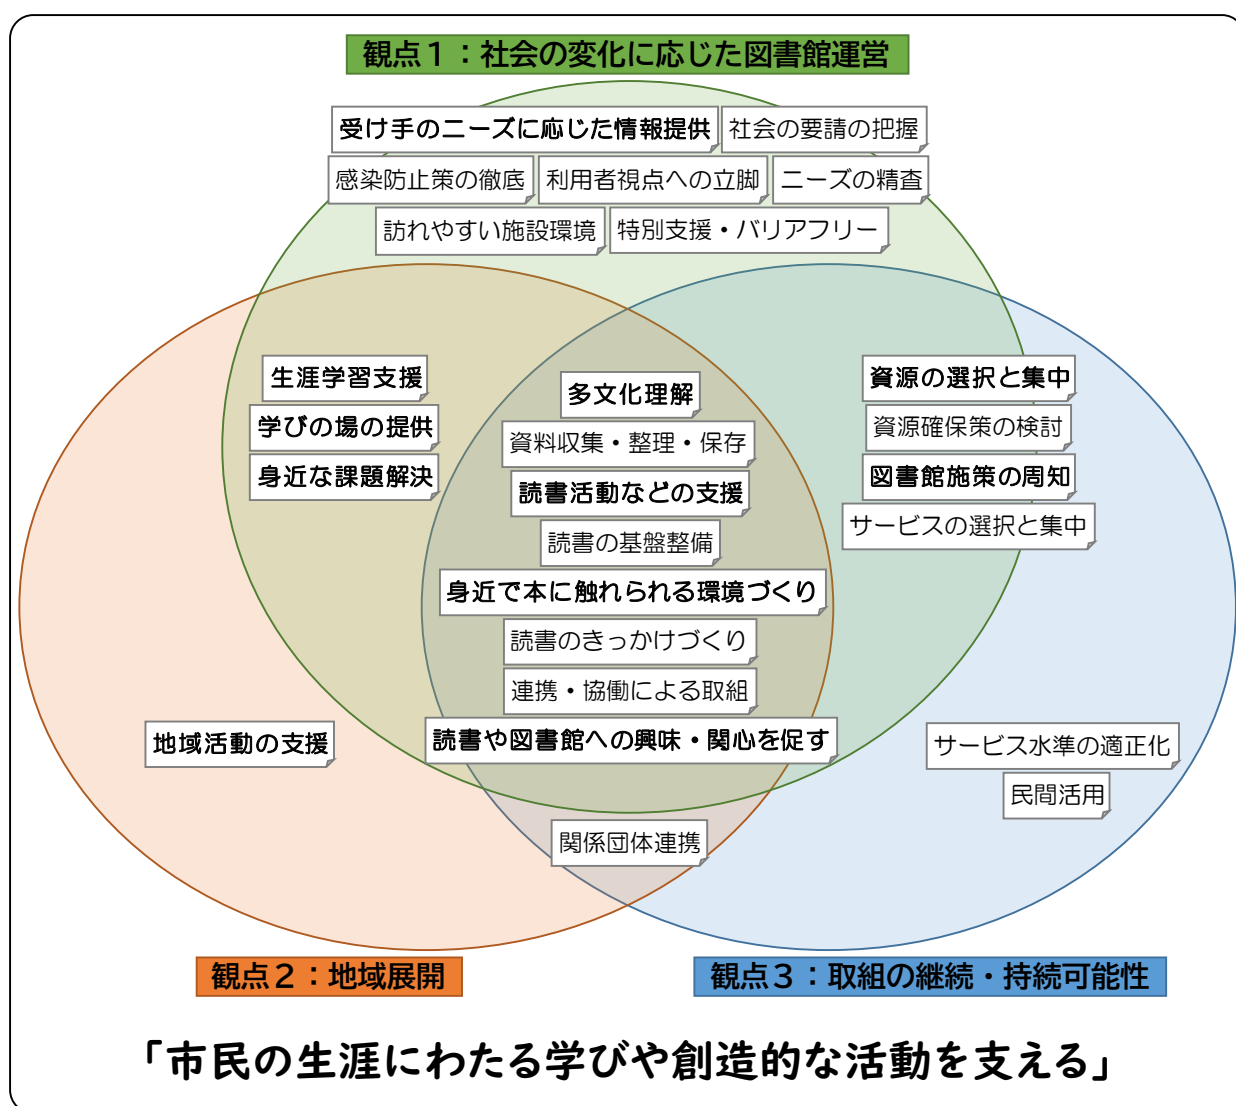 観点１：社会の変化に応じた図書館運営
受け手のニーズに応じた情報提供
社会の要請の把握
感染防止策の徹底
利用者視点への立脚
ニーズの精査
訪れやすい施設環境
特別支援・バリアフリー
生涯学習支援
学びの場の提供
身近な課題解決
多文化理解
資料収集・整理・保存
読書活動などの支援
読書の基盤整備
身近で本に触れられる環境づくり
読書のきっかけづくり
連携・協働による取組
読書や図書館への興味・関心を促す
資源の選択と集中
資源確保策の検討
図書館施策の周知
サービスの選択と集中
地域活動の支援
サービス水準の適正化
民間活用
関係団体連携
観点２：地域展開
観点３：取組の継続・持続可能性
「市民の生涯にわたる学びや創造的な活動を支える」